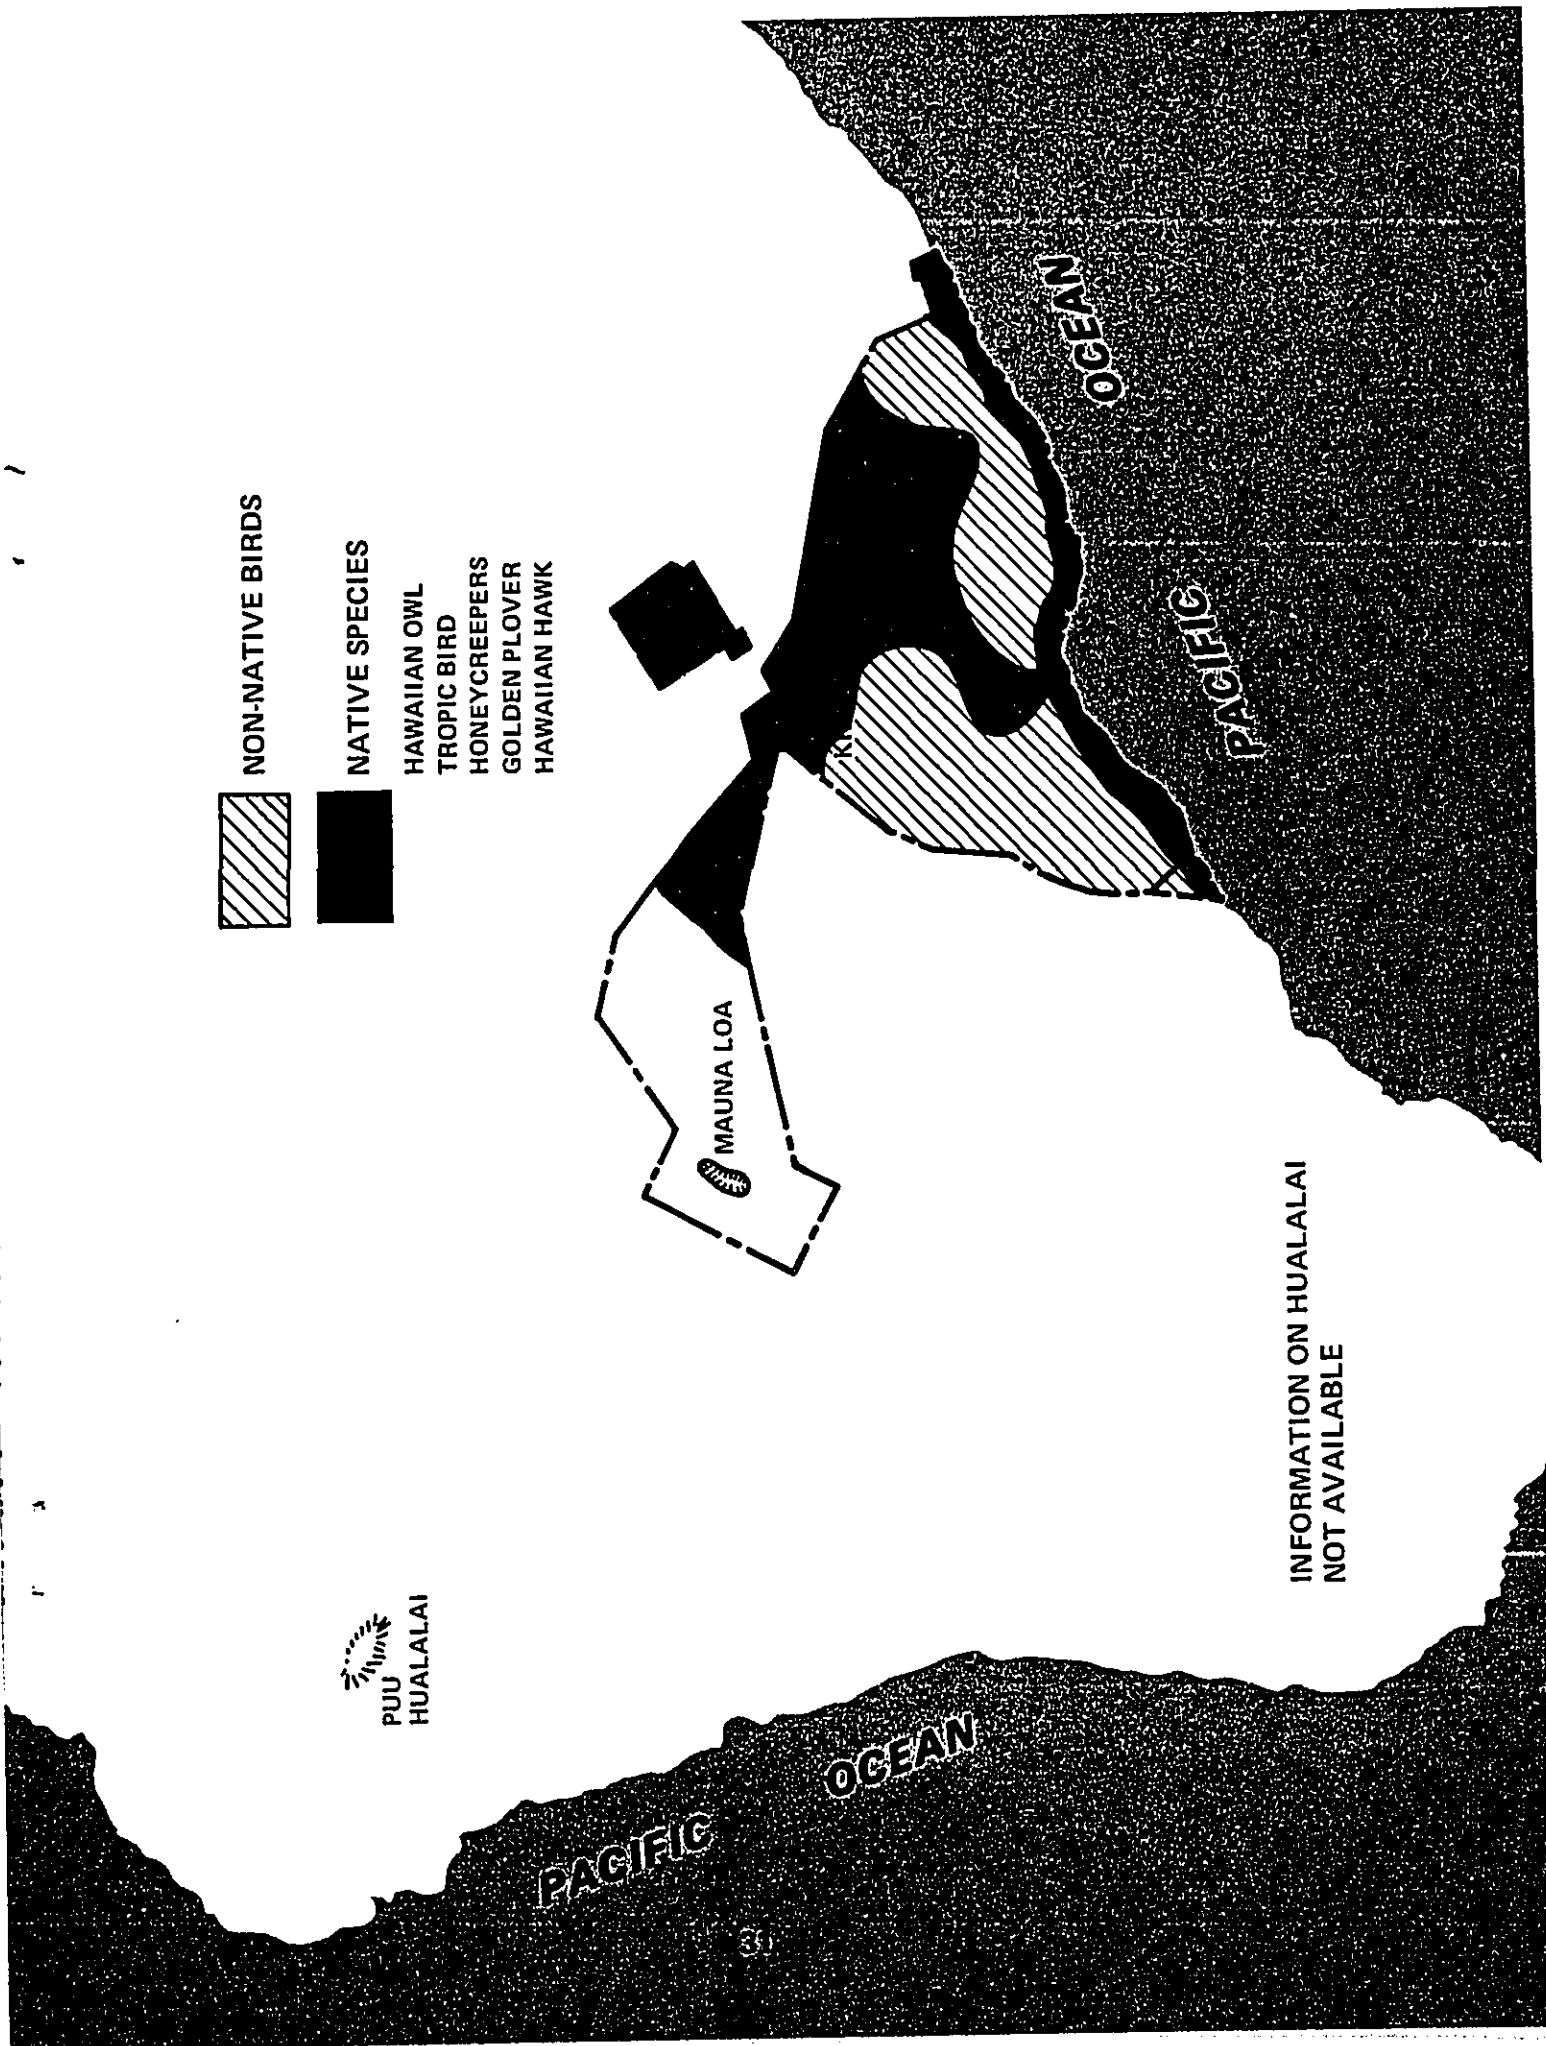 NON-NATIVE BIRDS
NATIVE SPECIES
HAWAIIAN OWL
TROPIC BIRD
HONEYCREEPERS
GOLDEN PLOVER
HAWAIIAN HAWK
PUU
HUALALAI
MAUNA LOA
PACIFIC
OCEAN
PACIFIC
OCEAN
INFORMATION ON HUALALAI
NOT AVAILABLE